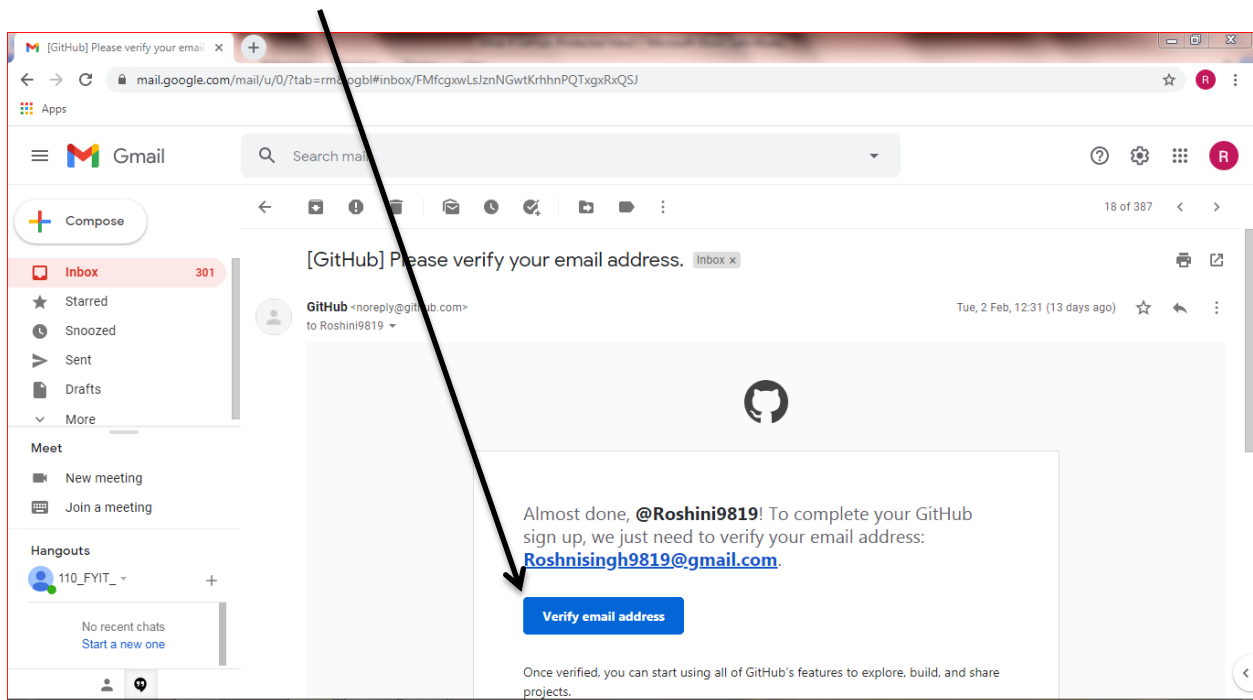 [GitHub] Please verify your email
mail.google.com/mail/u/0/?tab=rm&ogbl#inbox/FMfcgxwLsJznNGwtKrhhnPQTxgxRxQSJ
R
Apps
Gmail
Search mail
R
Compose
18 of 387
[GitHub] Please verify your email address. Inbox x
Inbox 301
Starred
Snoozed
Sent
Drafts
More
GitHub <noreply@github.com>
Tue, 2 Feb, 12:31 (13 days ago)
to Roshini9819
Meet
New meeting
Join a meeting
Hangouts
110_FYIT_
No recent chats
Start a new one
Almost done, @Roshini9819! To complete your GitHub
sign up, we just need to verify your email address:
Roshnisingh9819@gmail.com.
Verify email address
Once verified, you can start using all of GitHub's features to explore, build, and share
projects.